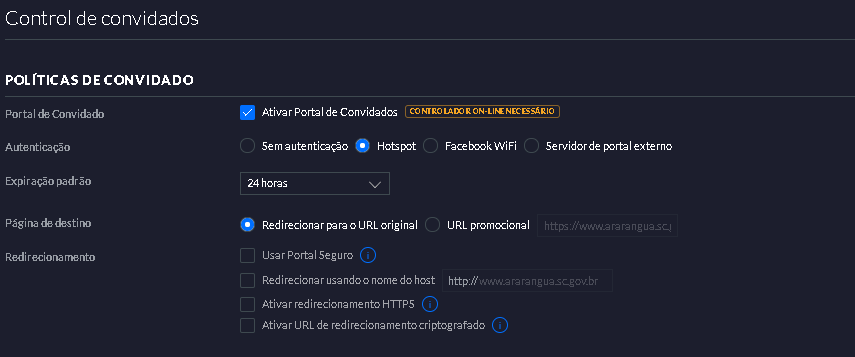 Control de convidados
POLÍTICAS DE CONVIDADO
Portal de Convidado Ativar Portal de Convidados CONTROLADOR ON-LINE NECESSÁRIO
Autenticação Sem autenticação Hotspot Facebook WiFi Servidor de portal externo
Expiração padrão 24 horas
Página de destino Redirecionar para o URL original URL promocional https://www.ararangua.sc.
Redirecionamento Usar Portal Seguro
Redirecionar usando o nome do host http:// www.ararangua.sc.gov.br
Ativar redirecionamento HTTPS
Ativar URL de redirecionamento criptografado